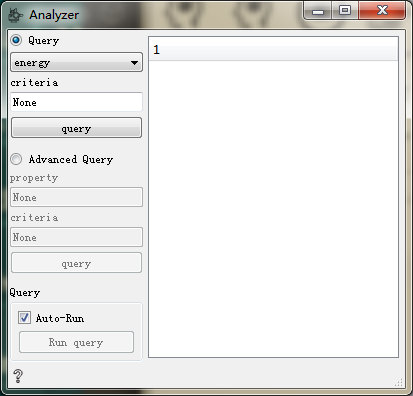 Analyzer
Query
energy
criteria
None
query
Advanced Query
property
None
criteria
None
query
Query
Auto-Run
Run query
1